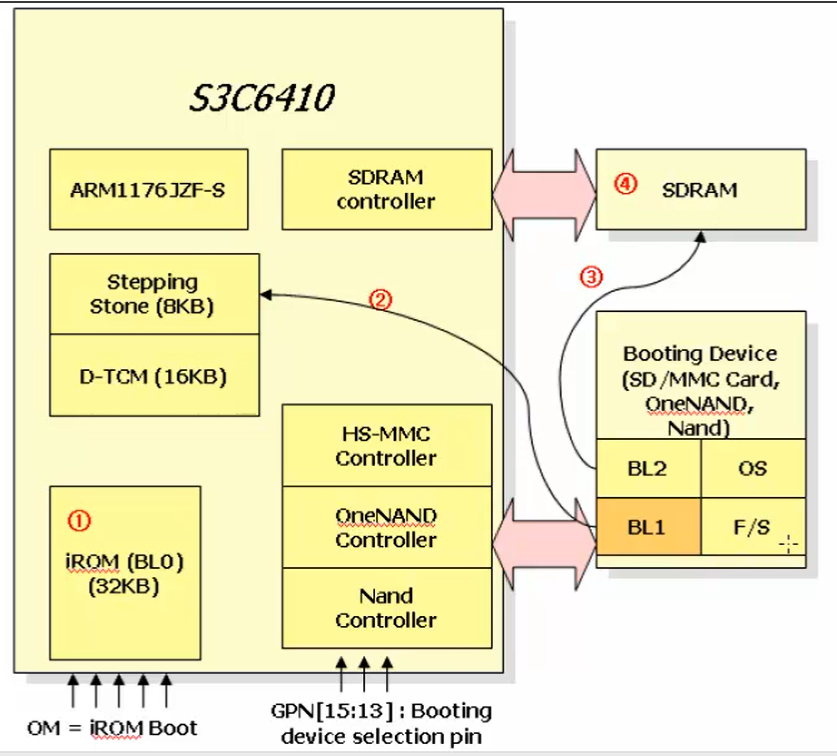 S3C6410
ARM1176JZF-S
SDRAM
controller
④
SDRAM
Stepping
Stone (8KB)
②
③
D-TCM (16KB)
Booting Device
(SD/MMC Card,
OneNAND,
Nand)
HS-MMC
Controller
BL2
OS
①
OneNAND
Controller
BL1
F/S
iROM (BL0)
(32KB)
Nand
Controller
OM = iROM Boot
GPN[15:13] : Booting
device selection pin